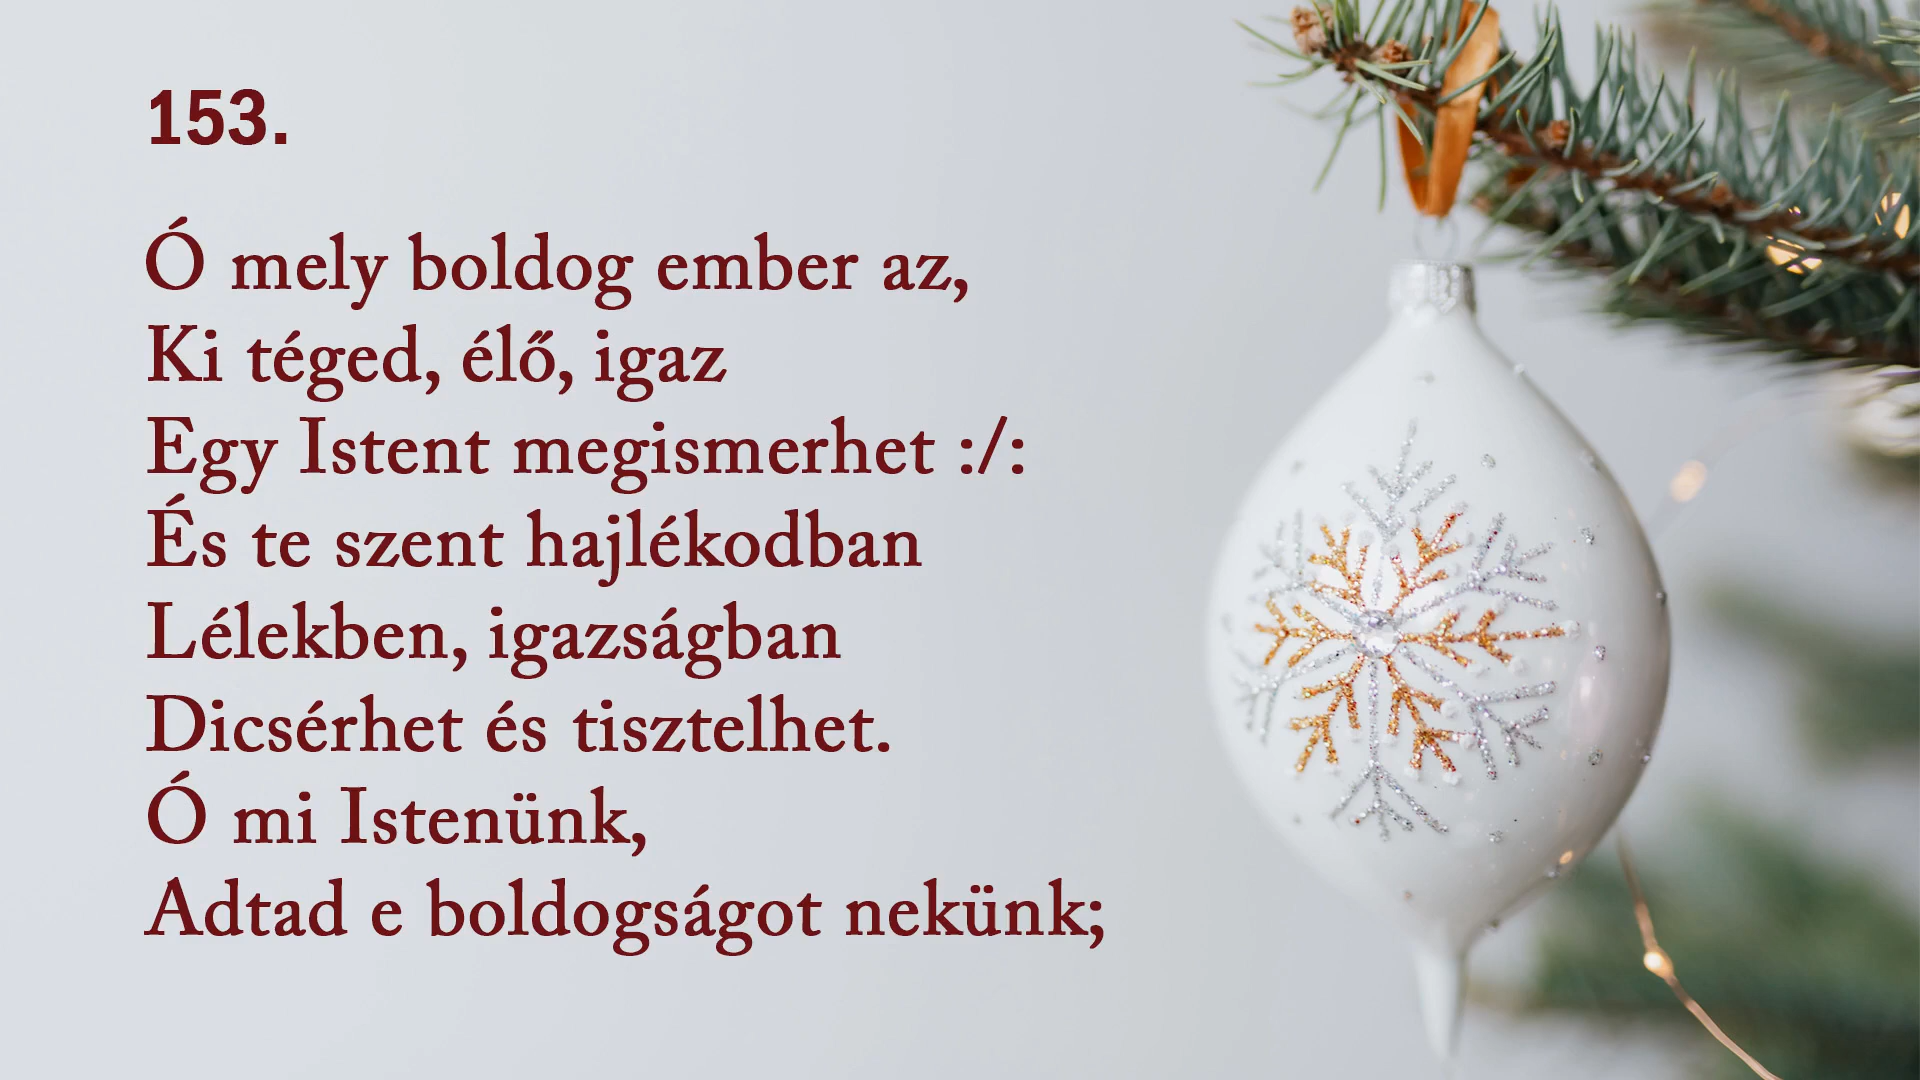 153.
Ó mely boldog ember az,
Ki téged, élő, igaz
Egy Istent megismerhet :/:
És te szent hajlékodban
Lélekben, igazságban
Dicsérhet és tisztelhet.
Ó mi Istenünk,
Adtad e boldogságot nekünk;